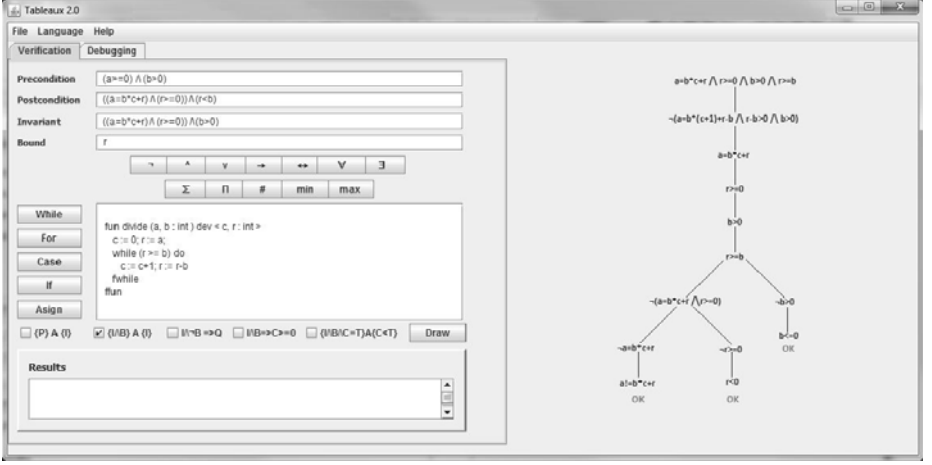 Tableaux 2.0
File Language Help
Verification Debugging
Precondition (a>=0) /\ (b>0)
Postcondition ((a=b*c+r) /\ (r>=0)) /\ (r<b)
Invariant ((a=b*c+r) /\ (r>=0)) /\ (b>0)
Bound r
¬ ^ v → ↔ ∀ ∃
Σ Π # min max
While
For
Case
If
Asign
fun divide (a, b : int ) dev < c, r : int >
c := 0; r := a;
while (r >= b) do
c := c+1; r := r-b
fwhile
ffun
{P} A {I} {I/\B} A {I} I/\¬B =>Q I/\B=>C>=0 {I/\B/\C=T}A{C<T} Draw
Results
a=b*c+r /\ r>=0 /\ b>0 /\ r>=b
¬(a=b*(c+1)+r-b /\ r-b>0 /\ b>0)
a=b*c+r
r>=0
b>0
r>=b
¬(a=b*c+r /\ r>=0) ¬b>0
¬a=b*c+r ¬r>=0 b<=0
OK
a!=b*c+r r<0
OK OK